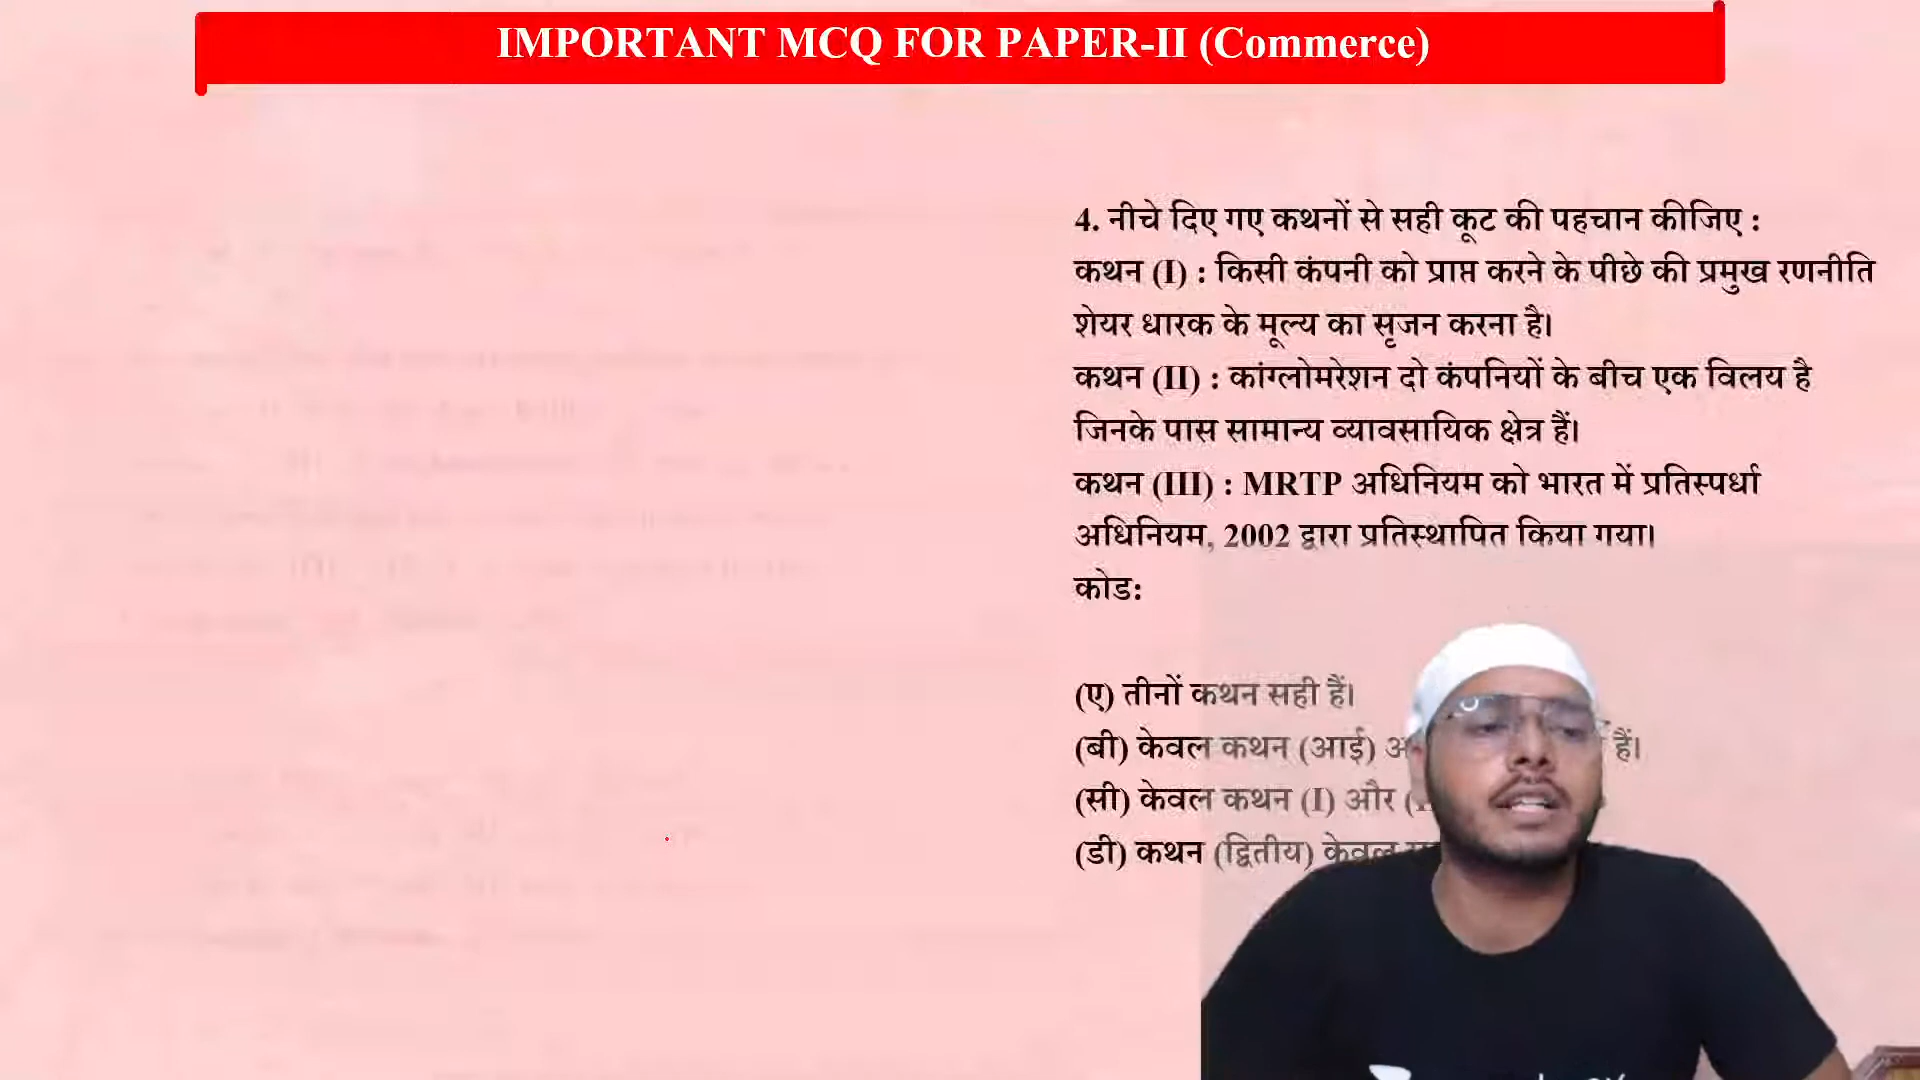 IMPORTANT MCQ FOR PAPER-II (Commerce)
4. नीचे दिए गए कथनों से सही कूट की पहचान कीजिए :
कथन (I) : किसी कंपनी को प्राप्त करने के पीछे की प्रमुख रणनीति
शेयर धारक के मूल्य का सृजन करना है।
कथन (II) : कांग्लोमरेशन दो कंपनियों के बीच एक विलय है
जिनके पास सामान्य व्यावसायिक क्षेत्र हैं।
कथन (III) : MRTP अधिनियम को भारत में प्रतिस्पर्धा
अधिनियम, 2002 द्वारा प्रतिस्थापित किया गया।
कोड:
(ए) तीनों कथन सही हैं।
(बी) केवल कथन (आई) हैं।
(सी) केवल कथन (I) और
(डी) कथन (द्वितीय) केवल